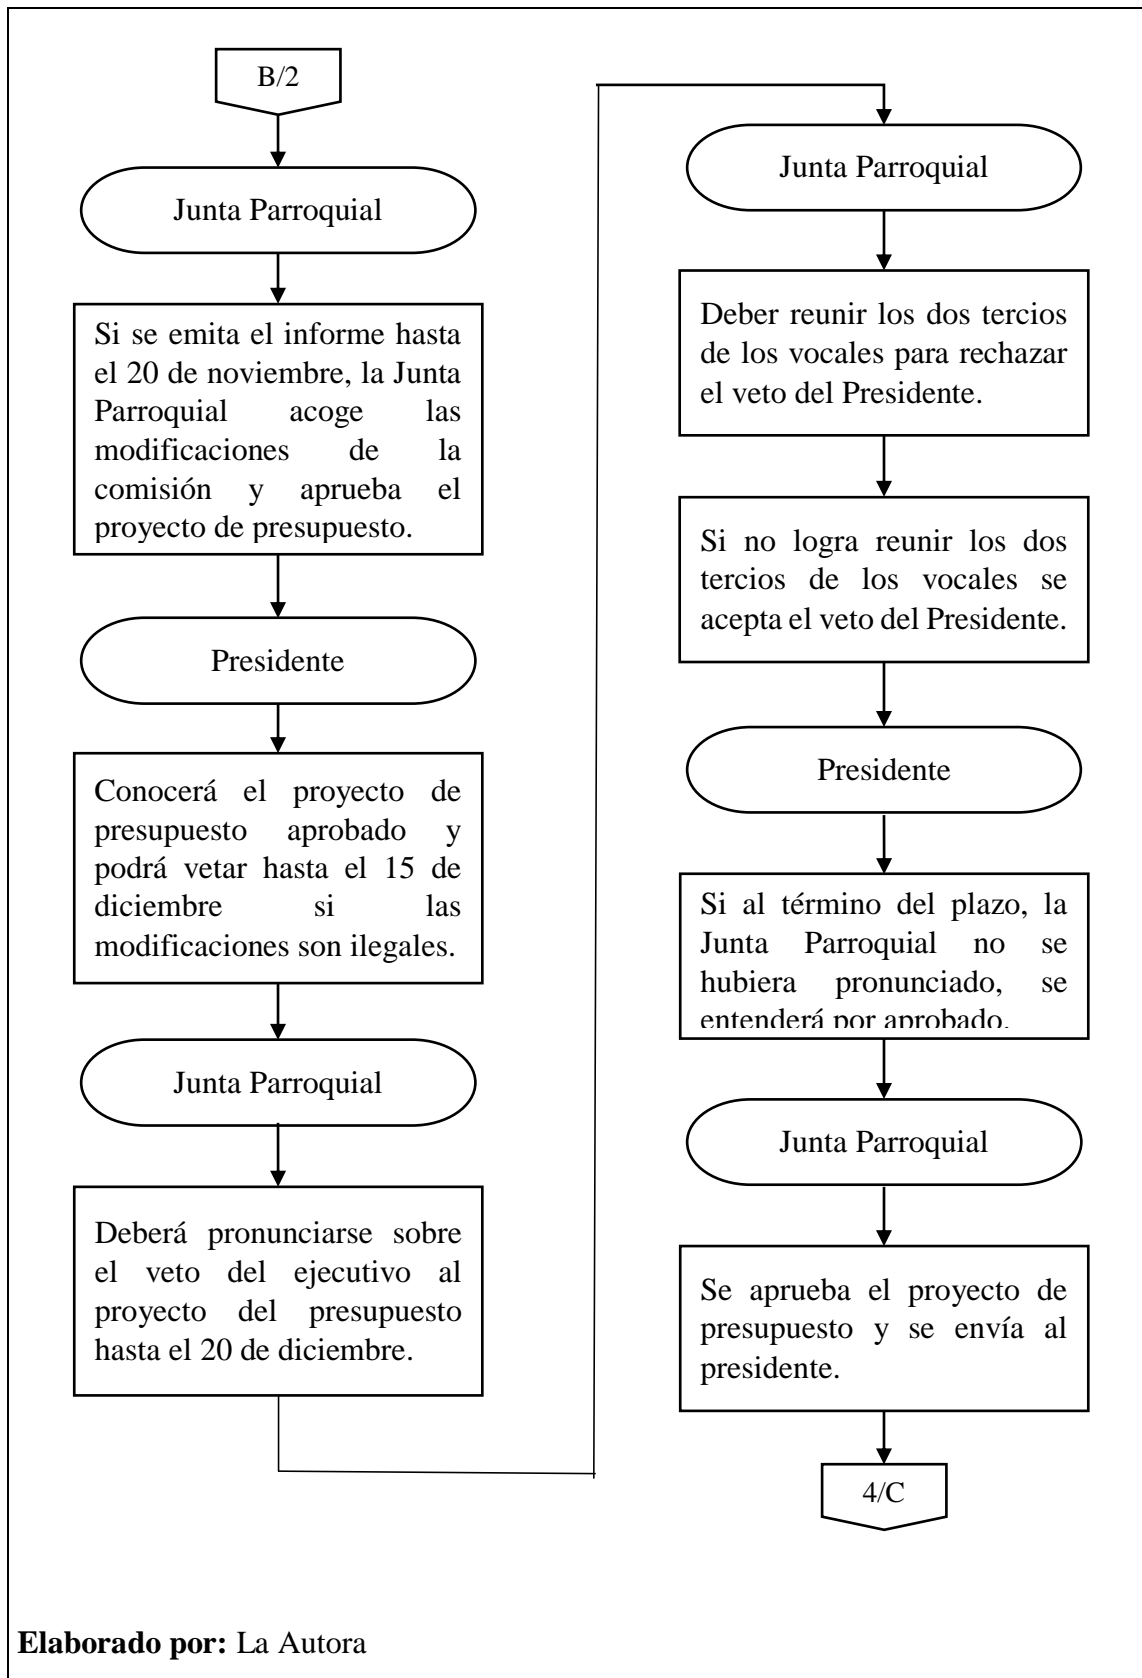 B/2
Junta Parroquial
Si se emita el informe hasta
el 20 de noviembre, la Junta
Parroquial acoge las
modificaciones de la
comisión y aprueba el
proyecto de presupuesto.
Presidente
Conocerá el proyecto de
presupuesto aprobado y
podrá vetar hasta el 15 de
diciembre si las
modificaciones son ilegales.
Junta Parroquial
Deberá pronunciarse sobre
el veto del ejecutivo al
proyecto del presupuesto
hasta el 20 de diciembre.
Junta Parroquial
Deber reunir los dos tercios
de los vocales para rechazar
el veto del Presidente.
Si no logra reunir los dos
tercios de los vocales se
acepta el veto del Presidente.
Presidente
Si al término del plazo, la
Junta Parroquial no se
hubiera pronunciado, se
entenderá por aprobado.
Junta Parroquial
Se aprueba el proyecto de
presupuesto y se envía al
presidente.
4/C
Elaborado por: La Autora